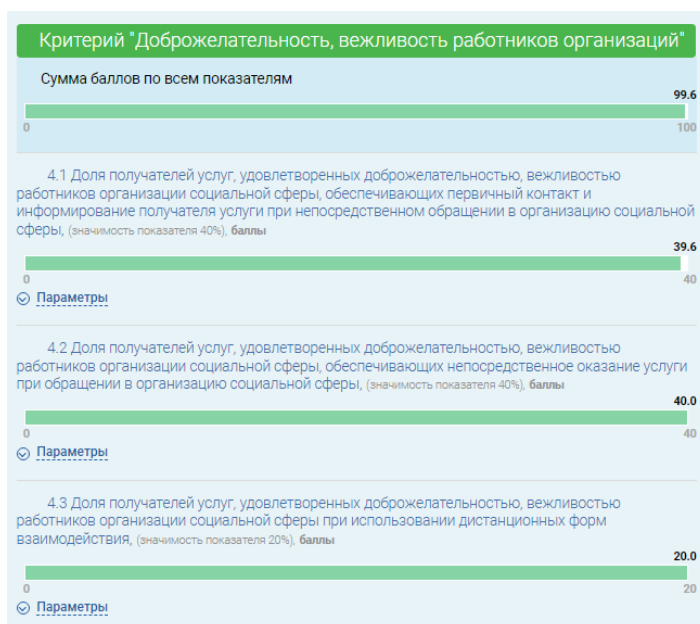 Критерий "Доброжелательность, вежливость работников организаций"
Сумма баллов по всем показателям
99.6
0 100
4.1 Доля получателей услуг, удовлетворенных доброжелательностью, вежливостью
работников организации социальной сферы, обеспечивающих первичный контакт и
информирование получателя услуги при непосредственном обращении в организацию социальной
сферы, (значимость показателя 40%), баллы
39.6
0 40
Параметры
4.2 Доля получателей услуг, удовлетворенных доброжелательностью, вежливостью
работников организации социальной сферы, обеспечивающих непосредственное оказание услуги
при обращении в организацию социальной сферы, (значимость показателя 40%), баллы
40.0
0 40
Параметры
4.3 Доля получателей услуг, удовлетворенных доброжелательностью, вежливостью
работников организации социальной сферы при использовании дистанционных форм
взаимодействия, (значимость показателя 20%), баллы
20.0
0 20
Параметры